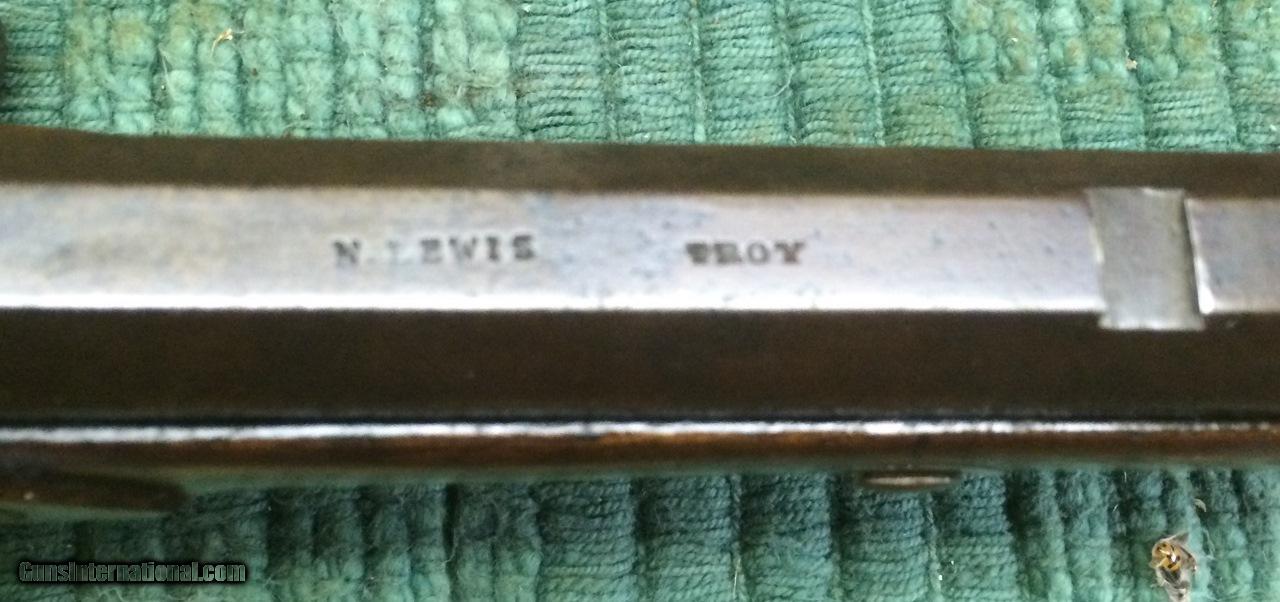 N. LEWIS TROY
GunsInternational.com